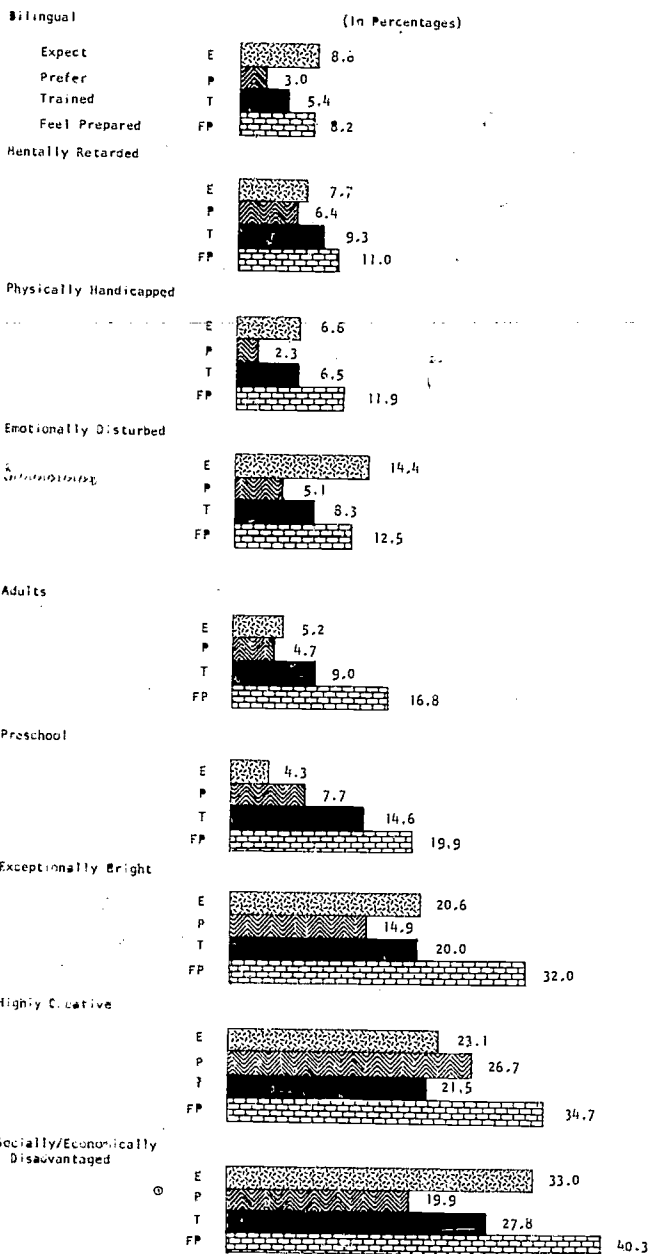 Bilingual (In Percentages)
Expect E 8.8
Prefer P 3.0
Trained T 5.4
Feel Prepared FP 8.2
Mentally Retarded
E 7.7
P 6.4
T 9.3
FP 11.0
Physically Handicapped
E 6.6
P 2.3
T 6.5
FP 11.9
Emotionally Disturbed
E 14.4
P 5.1
T 8.3
FP 12.5
Adults
E 5.2
P 4.7
T 9.0
FP 16.8
Preschool
E 4.3
P 7.7
T 14.6
FP 19.9
Exceptionally Bright
E 20.6
P 14.9
T 20.0
FP 32.0
Highly Creative
E 23.1
P 26.7
21.5
FP 34.7
Socially/Economically
Disadvantaged
E 33.0
P 19.9
T 27.8
FP 40.3